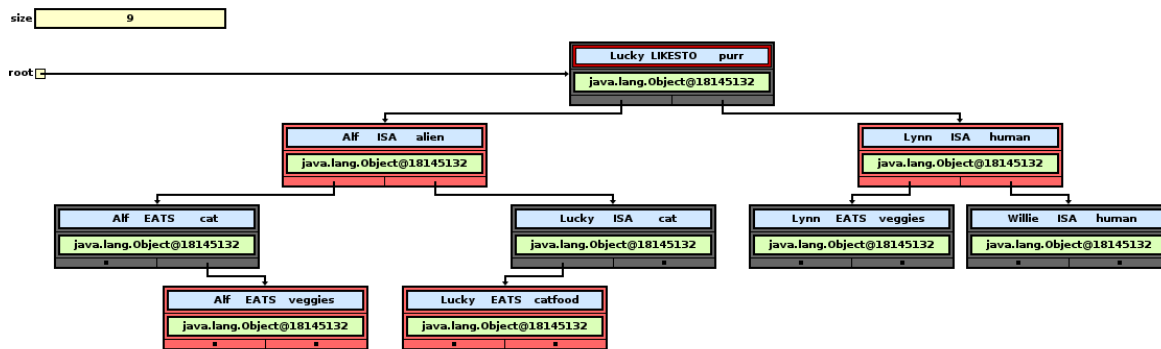 size 9
root
Lucky LIKESTO purr
java.lang.Object@18145132
Alf ISA alien
java.lang.Object@18145132
Lynn ISA human
java.lang.Object@18145132
Alf EATS cat
java.lang.Object@18145132
Lucky ISA cat
java.lang.Object@18145132
Lynn EATS veggies
java.lang.Object@18145132
Willie ISA human
java.lang.Object@18145132
Alf EATS veggies
java.lang.Object@18145132
Lucky EATS catfood
java.lang.Object@18145132